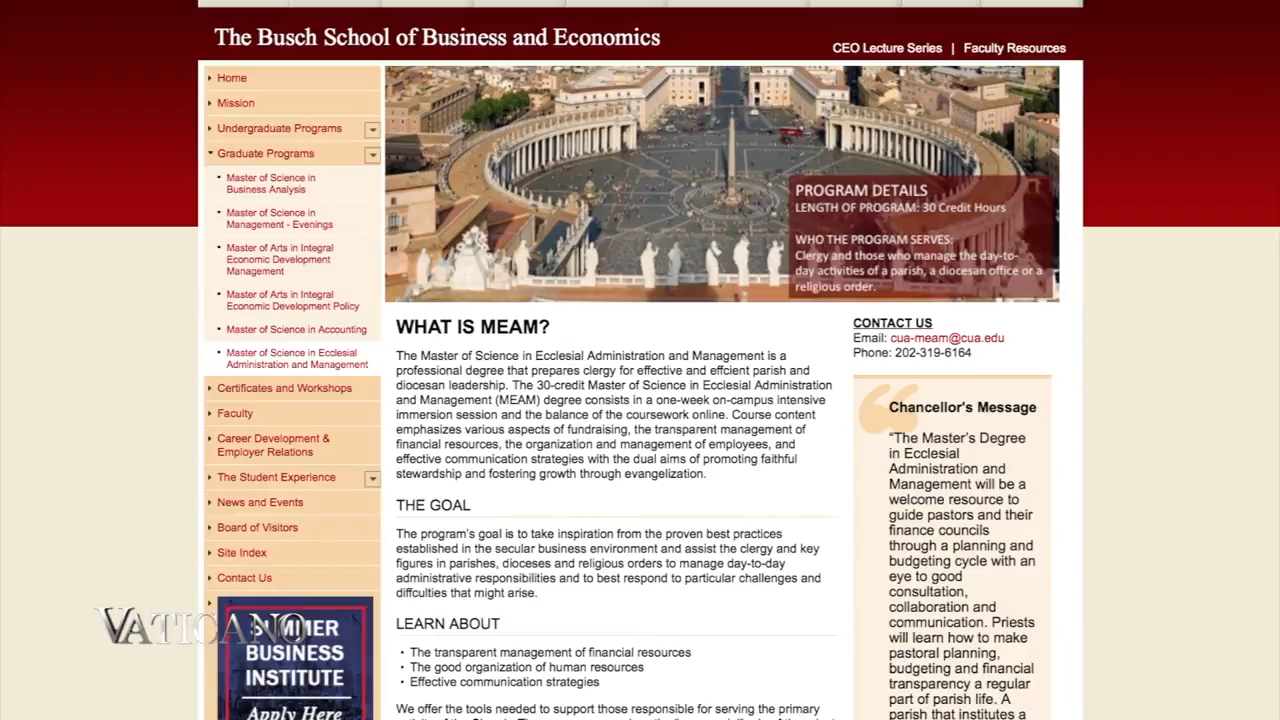 The Busch School of Business and Economics
CEO Lecture Series | Faculty Resources
Home
Mission
Undergraduate Programs
Graduate Programs
Master of Science in
Business Analysis
Master of Science in
Management - Evenings
Master of Arts in Integral
Economic Development
Management
Master of Arts in Integral
Economic Development Policy
Master of Science in Accounting
Master of Science in Ecclesial
Administration and Management
Certificates and Workshops
Faculty
Career Development &
Employer Relations
The Student Experience
News and Events
Board of Visitors
Site Index
Contact Us
SUMMER
BUSINESS
INSTITUTE
Apply Here
VATICANO
PROGRAM DETAILS
LENGTH OF PROGRAM: 30 Credit Hours
WHO THE PROGRAM SERVES:
Clergy and those who manage the day-to-
day activities of a parish, a diocesan office or a
religious order.
WHAT IS MEAM?
The Master of Science in Ecclesial Administration and Management is a
professional degree that prepares clergy for effective and effcient parish and
diocesan leadership. The 30-credit Master of Science in Ecclesial Administration
and Management (MEAM) degree consists in a one-week on-campus intensive
immersion session and the balance of the coursework online. Course content
emphasizes various aspects of fundraising, the transparent management of
financial resources, the organization and management of employees, and
effective communication strategies with the dual aims of promoting faithful
stewardship and fostering growth through evangelization.
THE GOAL
The program's goal is to take inspiration from the proven best practices
established in the secular business environment and assist the clergy and key
figures in parishes, dioceses and religious orders to manage day-to-day
administrative responsibilities and to best respond to particular challenges and
diffculties that might arise.
LEARN ABOUT
The transparent management of financial resources
The good organization of human resources
Effective communication strategies
We offer the tools needed to support those responsible for serving the primary
CONTACT US
Email: cua-meam@cua.edu
Phone: 202-319-6164
Chancellor's Message
“The Master's Degree
in Ecclesial
Administration and
Management will be a
welcome resource to
guide pastors and their
finance councils
through a planning and
budgeting cycle with an
eye to good
consultation,
collaboration and
communication. Priests
will learn how to make
pastoral planning,
budgeting and financial
transparency a regular
part of parish life. A
parish that institutes a